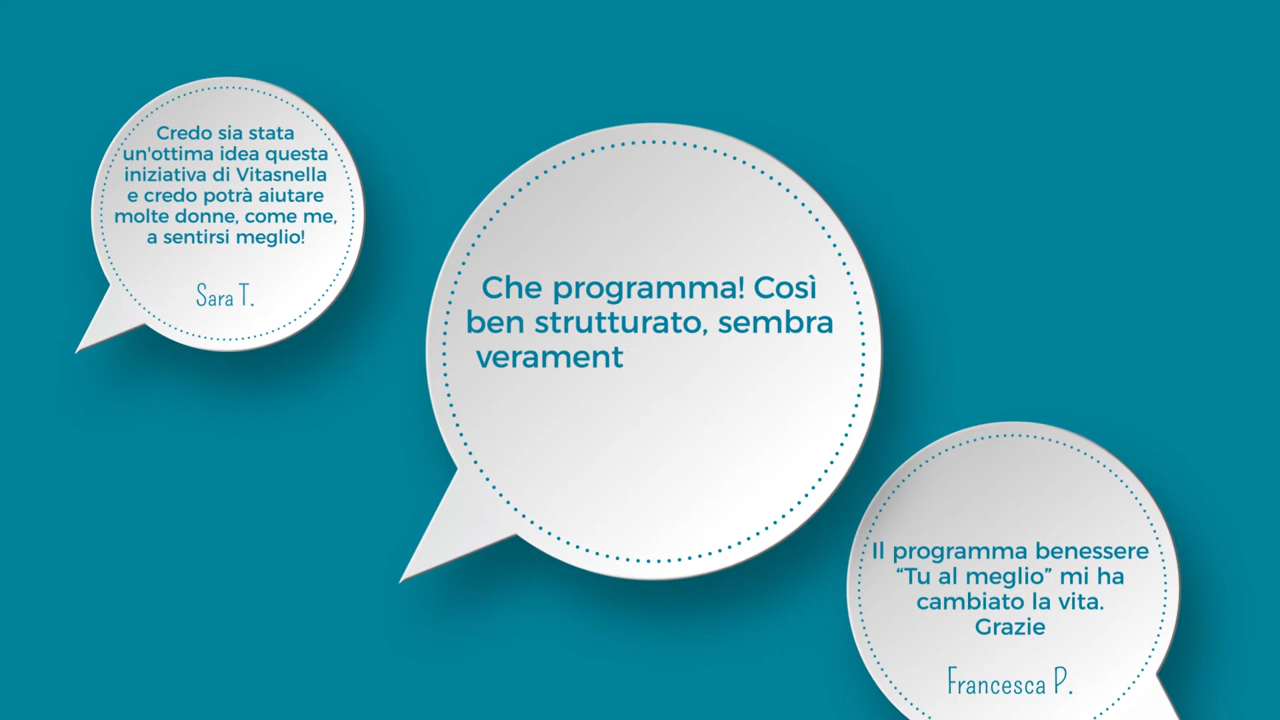 Credo sia stata
un'ottima idea questa
iniziativa di Vitasnella
e credo potrà aiutare
molte donne, come me,
a sentirsi meglio!
Sara T.
Che programma! Così
ben strutturato, sembra
verament
Il programma benessere
“Tu al meglio” mi ha
cambiato la vita.
Grazie
Francesca P.